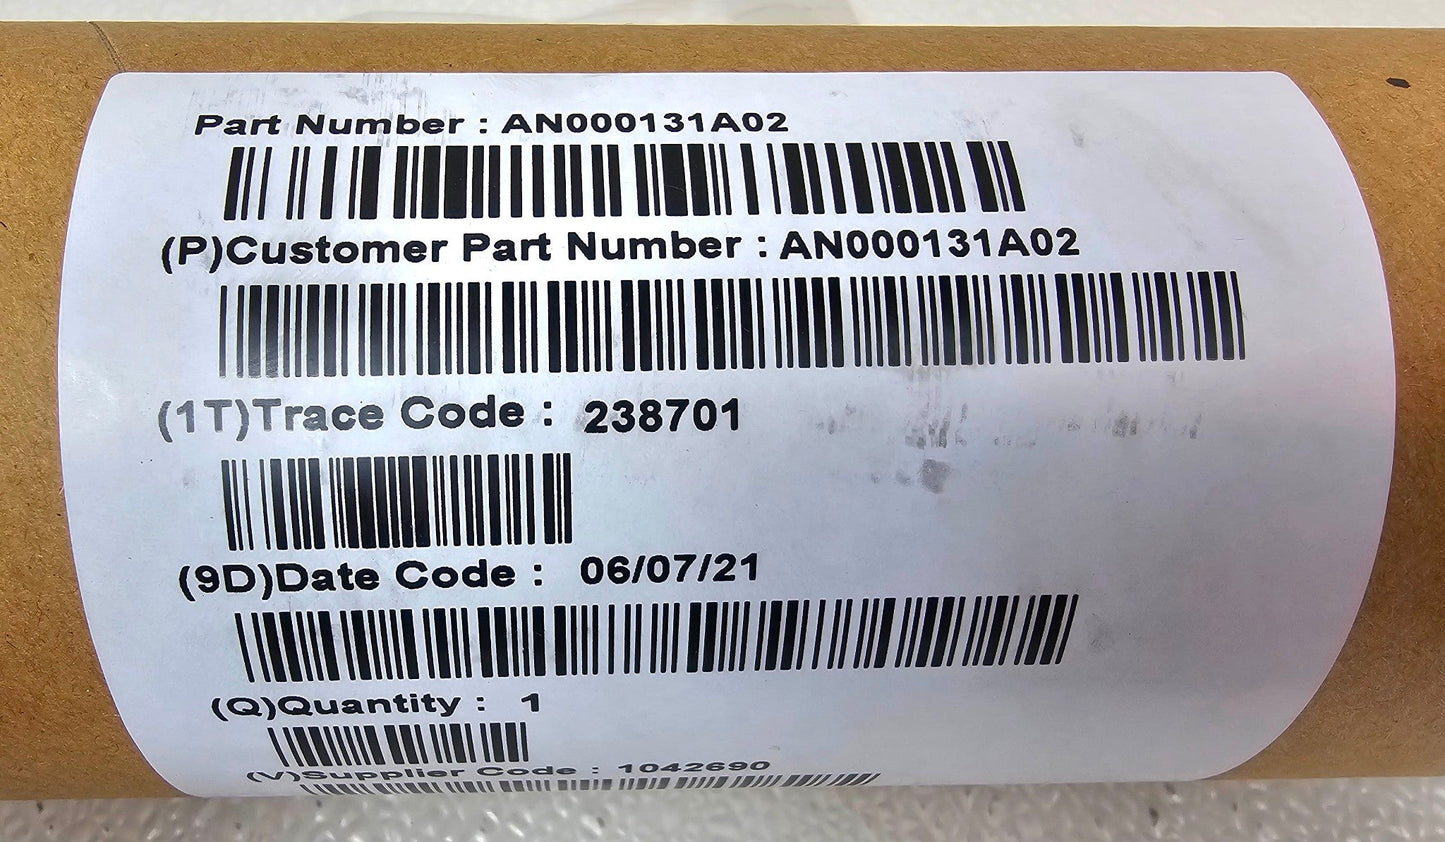 Part Number : AN000131A02
(P)Customer Part Number : AN000131A02
(1T)Trace Code : 238701
(9D)Date Code : 06/07/21
(Q)Quantity : 1
(V)Supplier Code : 1042690